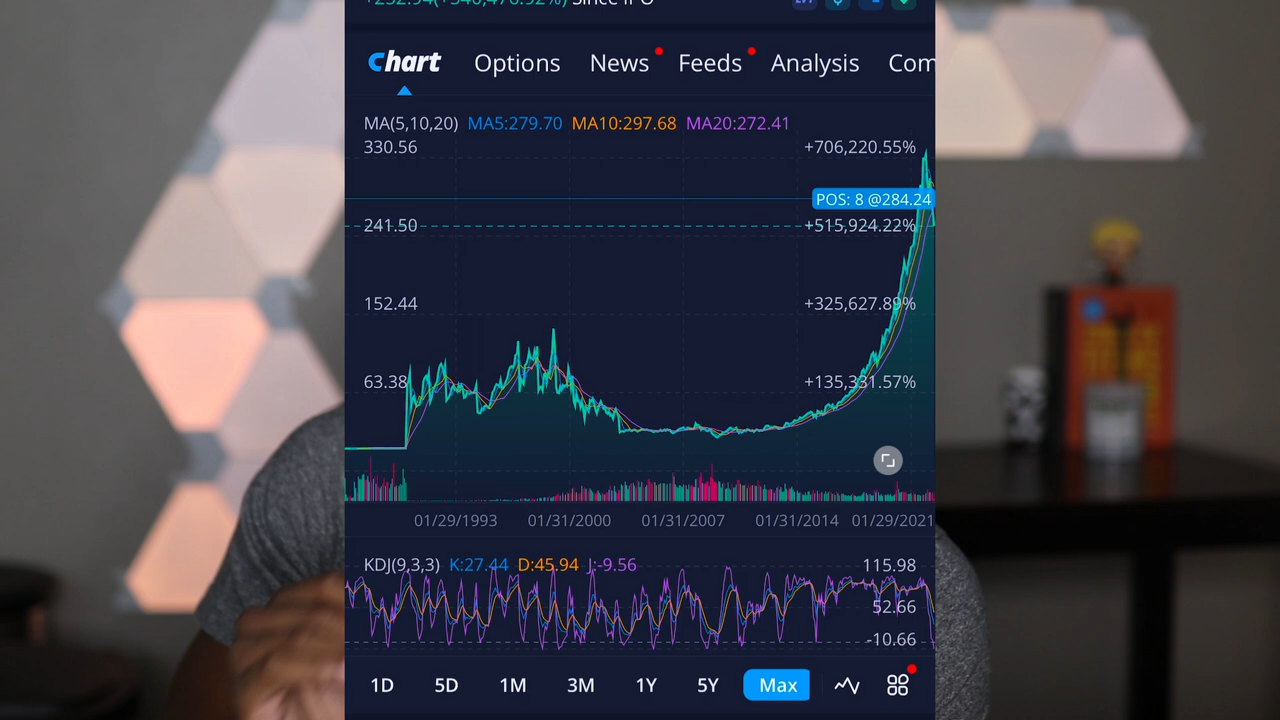 Since IPO
Chart Options News Feeds Analysis Com
MA(5,10,20) MA5:279.70 MA10:297.68 MA20:272.41
330.56 +706,220.55%
POS: 8 @284.24
241.50 +515,924.22%
152.44 +325,627.89%
63.38 +135,331.57%
01/29/1993 01/31/2000 01/31/2007 01/31/2014 01/29/2021
KDJ(9,3,3) K:27.44 D:45.94 J:-9.56 115.98
52.66
-10.66
1D 5D 1M 3M 1Y 5Y Max